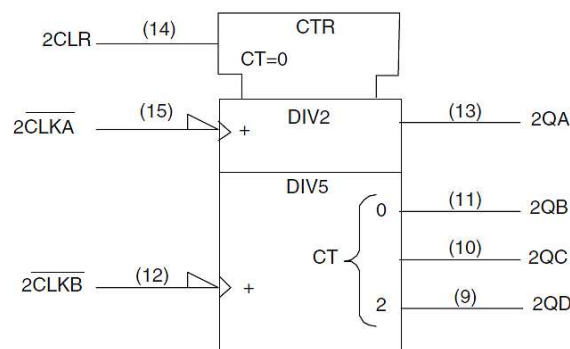 CTR
2CLR (14)
CT=0
2CLKA (15) + DIV2 (13) 2QA
DIV5
0 (11) 2QB
CT (10) 2QC
2CLKB (12) +
2 (9) 2QD